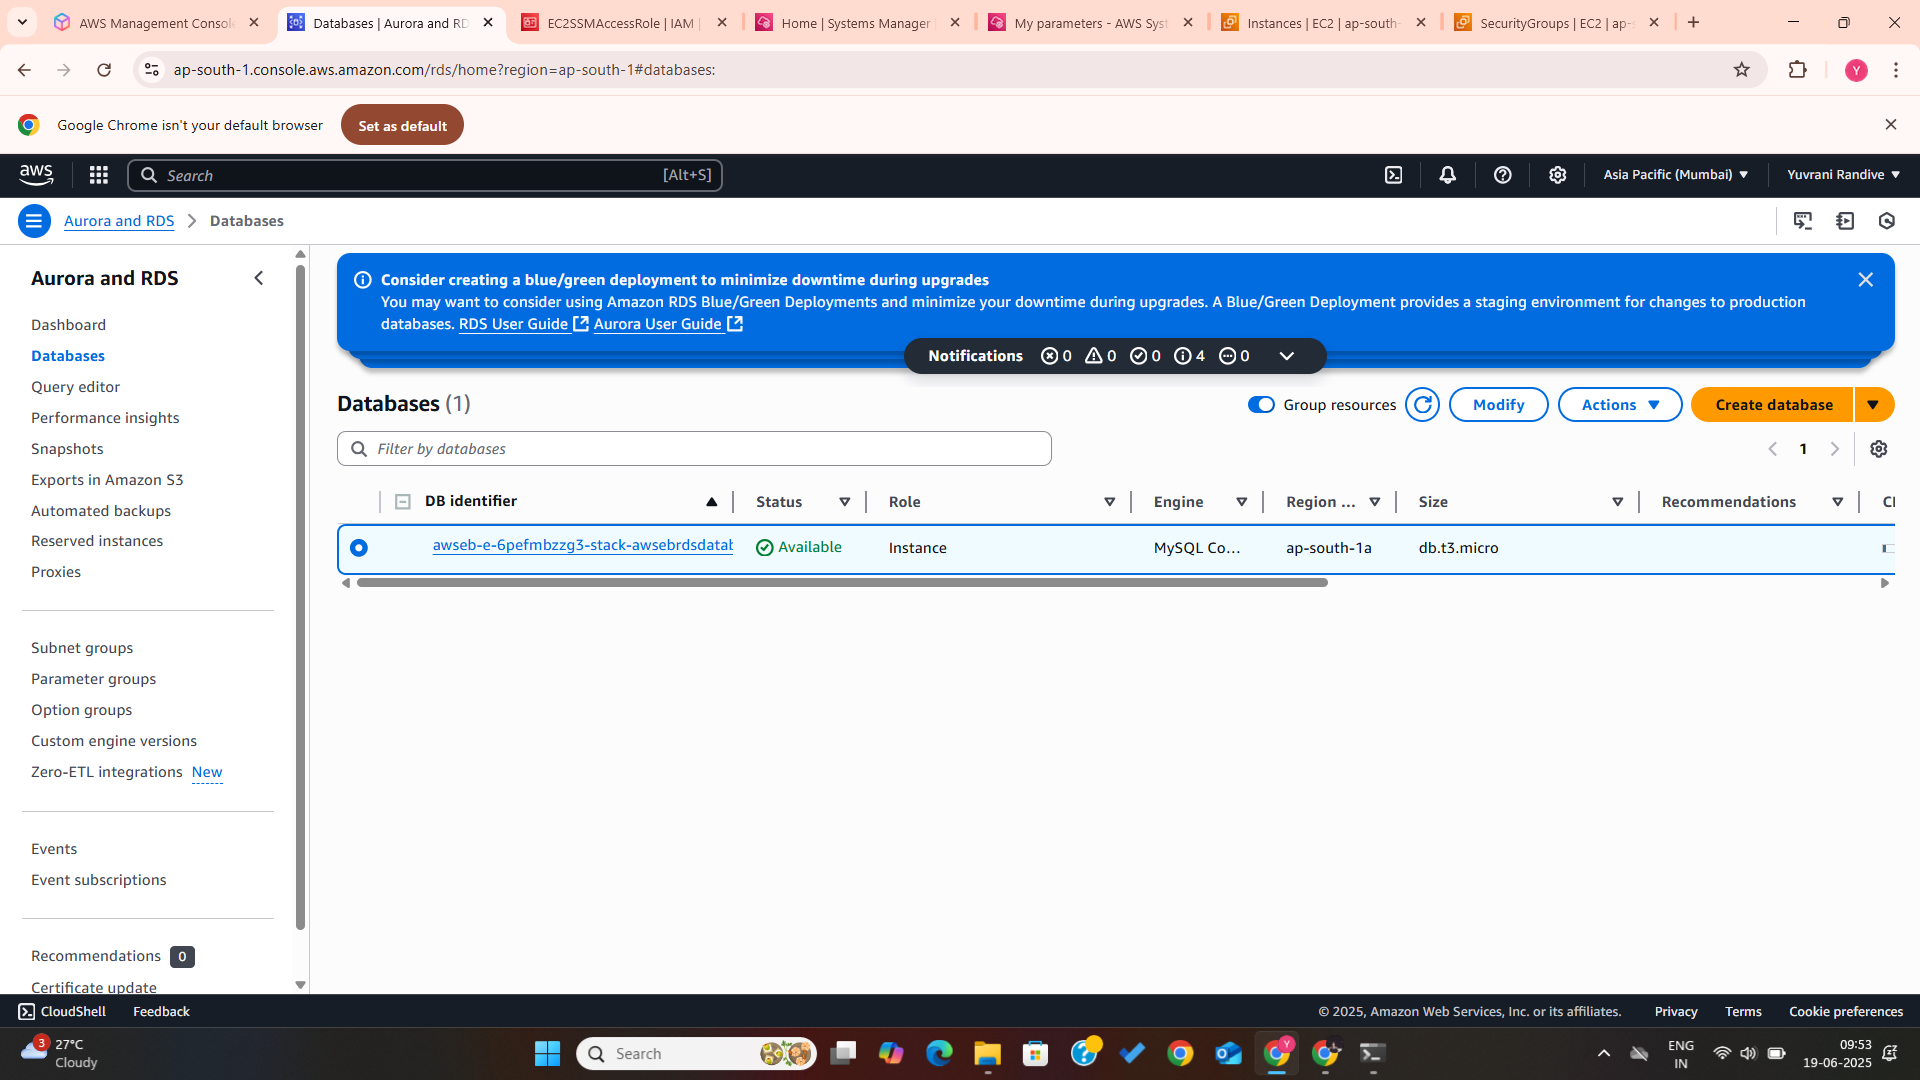 AWS Management Consol
Databases | Aurora and RD
EC2SSMAccessRole | IAM |
Home | Systems Manager
My parameters - AWS Syst
Instances | EC2 | ap-south-
SecurityGroups | EC2 | ap-s
ap-south-1.console.aws.amazon.com/rds/home?region=ap-south-1#databases:
Y
Google Chrome isn't your default browser
Set as default
aws
Search
[Alt+S]
Asia Pacific (Mumbai)
Yuvrani Randive
Aurora and RDS
Databases
Aurora and RDS
Dashboard
Databases
Query editor
Performance insights
Snapshots
Exports in Amazon S3
Automated backups
Reserved instances
Proxies
Subnet groups
Parameter groups
Option groups
Custom engine versions
Zero-ETL integrations New
Events
Event subscriptions
Recommendations 0
Certificate update
Consider creating a blue/green deployment to minimize downtime during upgrades
You may want to consider using Amazon RDS Blue/Green Deployments and minimize your downtime during upgrades. A Blue/Green Deployment provides a staging environment for changes to production
databases. RDS User Guide Aurora User Guide
Notifications 0 0 0 4 0
Databases (1)
Group resources
Modify
Actions
Create database
Filter by databases
1
DB identifier Status Role Engine Region ... Size Recommendations Cl
awseb-e-6pefmbzzg3-stack-awsebrdsdatab Available Instance MySQL Co... ap-south-1a db.t3.micro
CloudShell
Feedback
© 2025, Amazon Web Services, Inc. or its affiliates.
Privacy
Terms
Cookie preferences
3
27°C
Cloudy
Search
Y
ENG
IN
09:53
19-06-2025